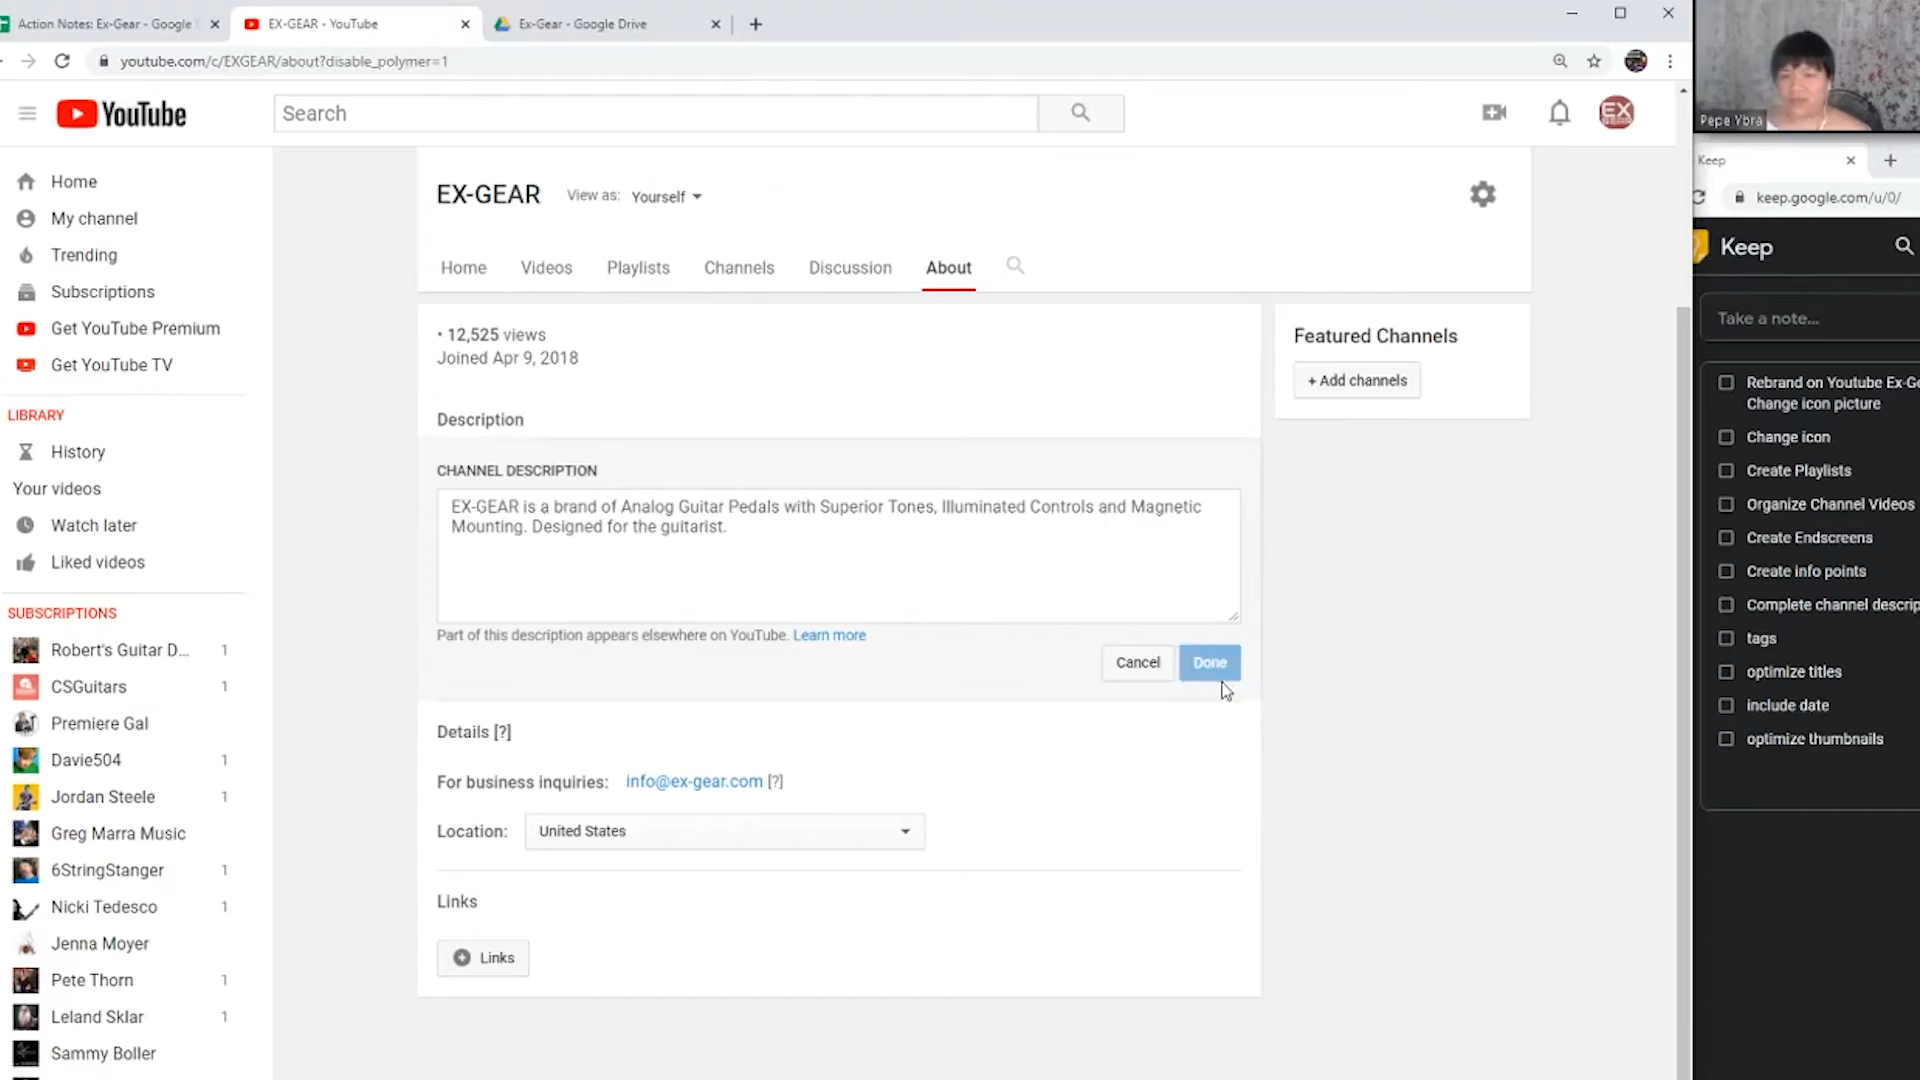 Action Notes: Ex-Gear - Google S
EX-GEAR - YouTube
Ex-Gear - Google Drive
youtube.com/c/EXGEAR/about?disable_polymer=1
YouTube
Search
EX
Pepe Ybra
Home
My channel
Trending
Subscriptions
Get YouTube Premium
Get YouTube TV
LIBRARY
History
Your videos
Watch later
Liked videos
SUBSCRIPTIONS
Robert's Guitar D... 1
CSGuitars 1
Premiere Gal
Davie504 1
Jordan Steele 1
Greg Marra Music
6StringStanger 1
Nicki Tedesco 1
Jenna Moyer
Pete Thorn 1
Leland Sklar 1
Sammy Boller
EX-GEAR View as: Yourself
Home Videos Playlists Channels Discussion About
• 12,525 views
Joined Apr 9, 2018
Description
CHANNEL DESCRIPTION
EX-GEAR is a brand of Analog Guitar Pedals with Superior Tones, Illuminated Controls and Magnetic
Mounting. Designed for the guitarist.
Part of this description appears elsewhere on YouTube. Learn more
Cancel Done
Details [?]
For business inquiries: info@ex-gear.com [?]
Location: United States
Links
Links
Featured Channels
+ Add channels
Keep
keep.google.com/u/0/
Keep
Take a note...
Rebrand on Youtube Ex-Ge
Change icon picture
Change icon
Create Playlists
Organize Channel Videos
Create Endscreens
Create info points
Complete channel descrip
tags
optimize titles
include date
optimize thumbnails